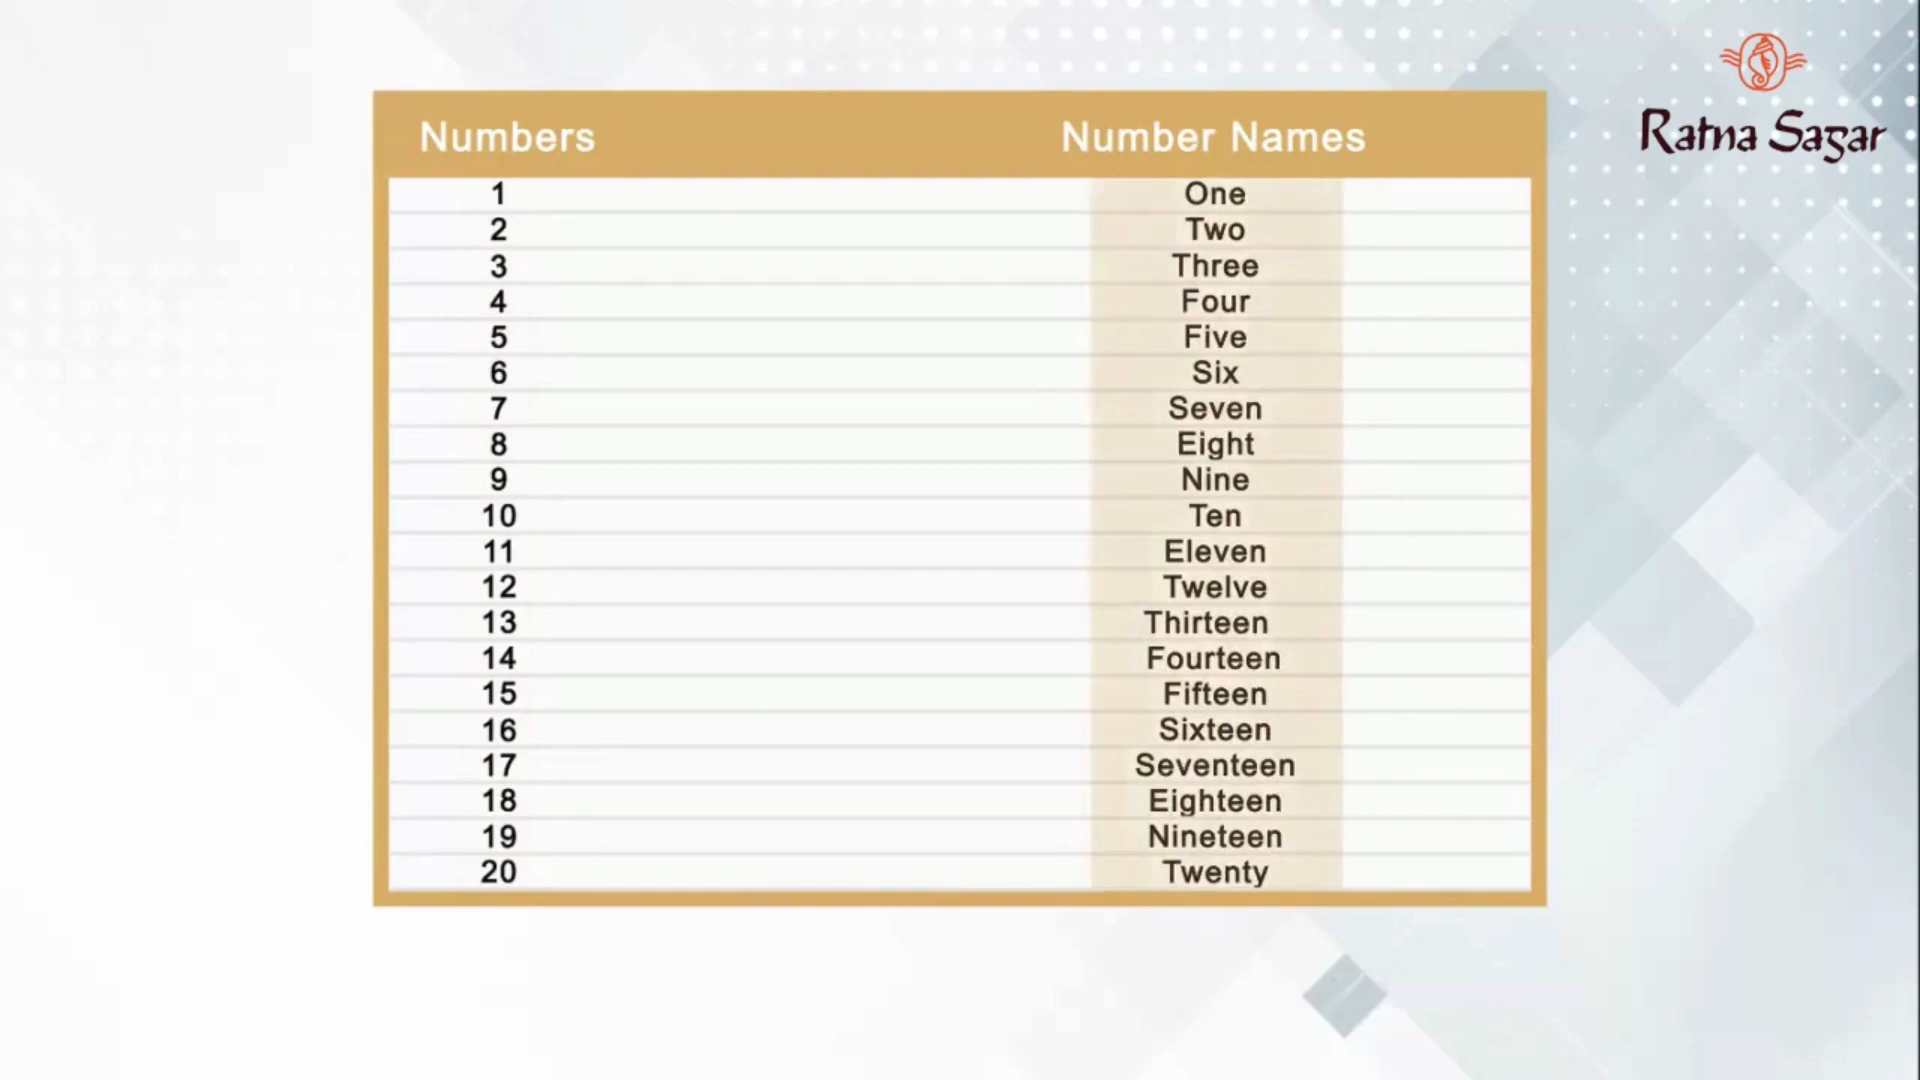 Ratna Sagar
Numbers Number Names
1 One
2 Two
3 Three
4 Four
5 Five
6 Six
7 Seven
8 Eight
9 Nine
10 Ten
11 Eleven
12 Twelve
13 Thirteen
14 Fourteen
15 Fifteen
16 Sixteen
17 Seventeen
18 Eighteen
19 Nineteen
20 Twenty